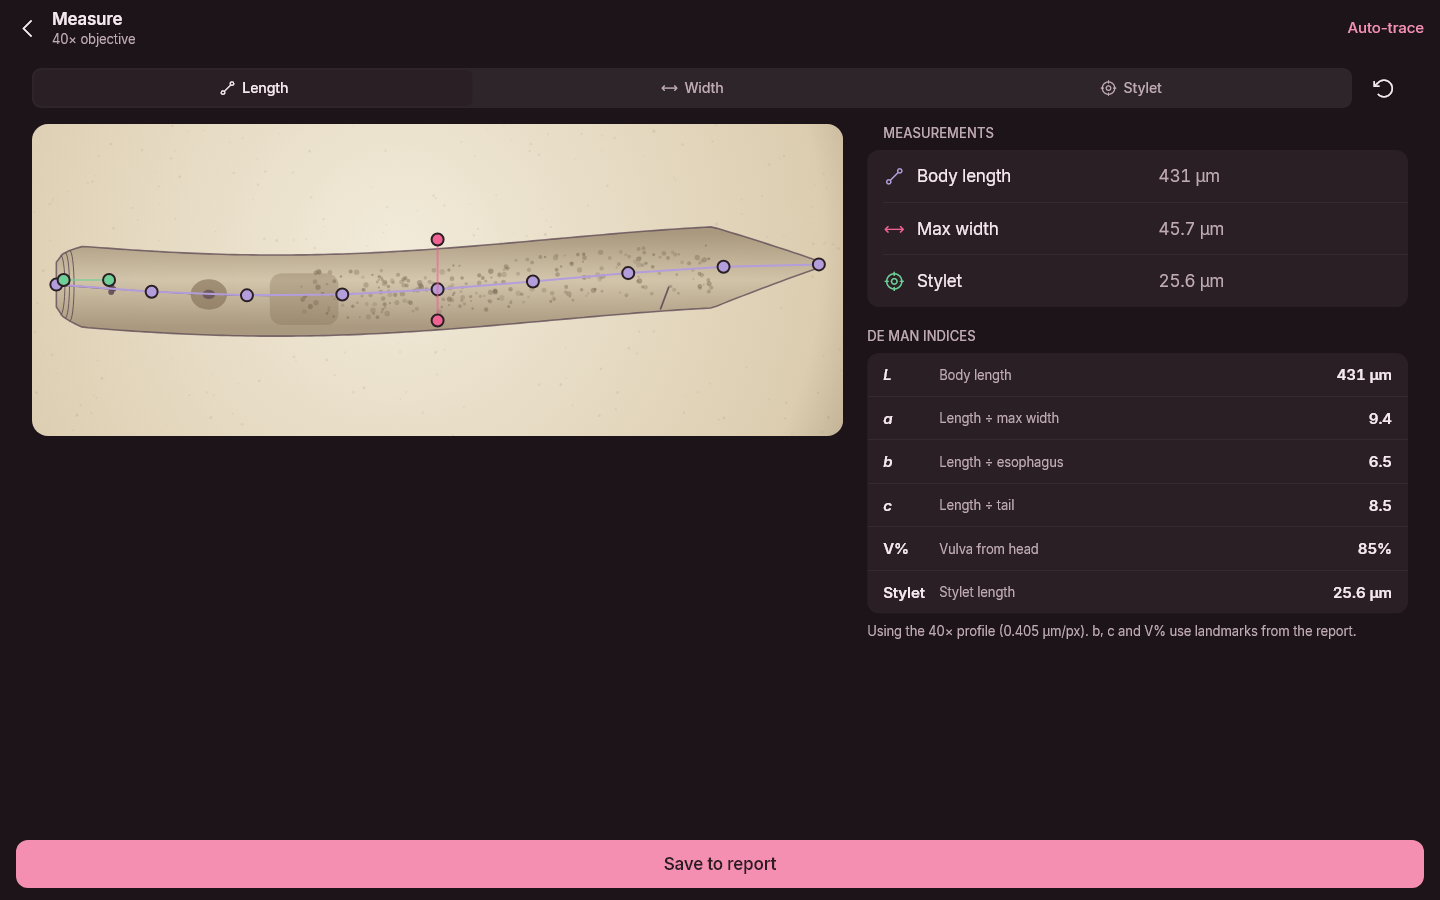 Measure
40× objective
Auto-trace
Length
Width
Stylet
MEASUREMENTS
Body length 431 µm
Max width 45.7 µm
Stylet 25.6 µm
DE MAN INDICES
L Body length 431 µm
a Length ÷ max width 9.4
b Length ÷ esophagus 6.5
c Length ÷ tail 8.5
V% Vulva from head 85%
Stylet Stylet length 25.6 µm
Using the 40× profile (0.405 µm/px). b, c and V% use landmarks from the report.
Save to report